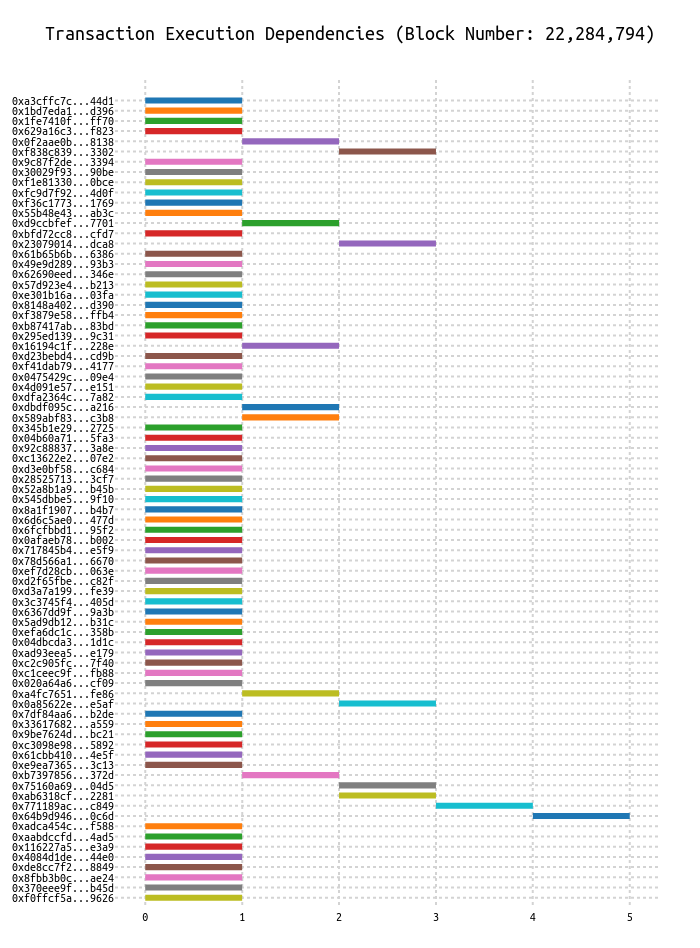 Transaction Execution Dependencies (Block Number: 22,284,794)
0xa3cffc7c...44d1
0x1bd7eda1...d396
0x1fe7410f...ff70
0x629a16c3...f823
0x0f2aae0b...8138
0xf838c839...3302
0x9c87f2de...3394
0x30029f93...90be
0xf1e81330...0bce
0xfc9d7f92...4d0f
0xf36c1773...1769
0x55b48e43...ab3c
0xd9ccbfef...7701
0xbfd72cc8...cfd7
0x23079014...dca8
0x61b65b6b...6386
0x49e9d289...93b3
0x62690eed...346e
0x57d923e4...b213
0xe301b16a...03fa
0x8148a402...d390
0xf3879e58...ffb4
0xb87417ab...83bd
0x295ed139...9c31
0x16194c1f...228e
0xd23bebd4...cd9b
0xf41dab79...4177
0x0475429c...09e4
0x4d091e57...e151
0xdfa2364c...7a82
0xdbdf095c...a216
0x589abf83...c3b8
0x345b1e29...2725
0x04b60a71...5fa3
0x92c88837...3a8e
0xc13622e2...07e2
0xd3e0bf58...c684
0x28525713...3cf7
0x52a8b1a9...b45b
0x545dbbe5...9f10
0x8a1f1907...b4b7
0x6d6c5ae0...477d
0x6fcfbbd1...95f2
0x0afaeb78...b002
0x717845b4...e5f9
0x78d566a1...6670
0xef7d28cb...063e
0xd2f65fbe...c82f
0xd3a7a199...fe39
0x3c3745f4...405d
0x6367dd9f...9a3b
0x5ad9db12...b31c
0xefa6dc1c...358b
0x04dbcda3...1d1c
0xad93eea5...e179
0xc2c905fc...7f40
0xc1ceec9f...fb88
0x020a64a6...cf09
0xa4fc7651...fe86
0x0a85622e...e5af
0x7df84aa6...b2de
0x33617682...a559
0x9be7624d...bc21
0xc3098e98...5892
0x61cbb410...4e5f
0xe9ea7365...3c13
0xb7397856...372d
0x75160a69...04d5
0xab6318cf...2281
0x771189ac...c849
0x64b9d946...0c6d
0xadca454c...f588
0xaabdccfd...4ad5
0x116227a5...e3a9
0x4084d1de...44e0
0xde8cc7f2...8849
0x8fbb3b0c...ae24
0x370eee9f...b45d
0xf0ffcf5a...9626
0 1 2 3 4 5